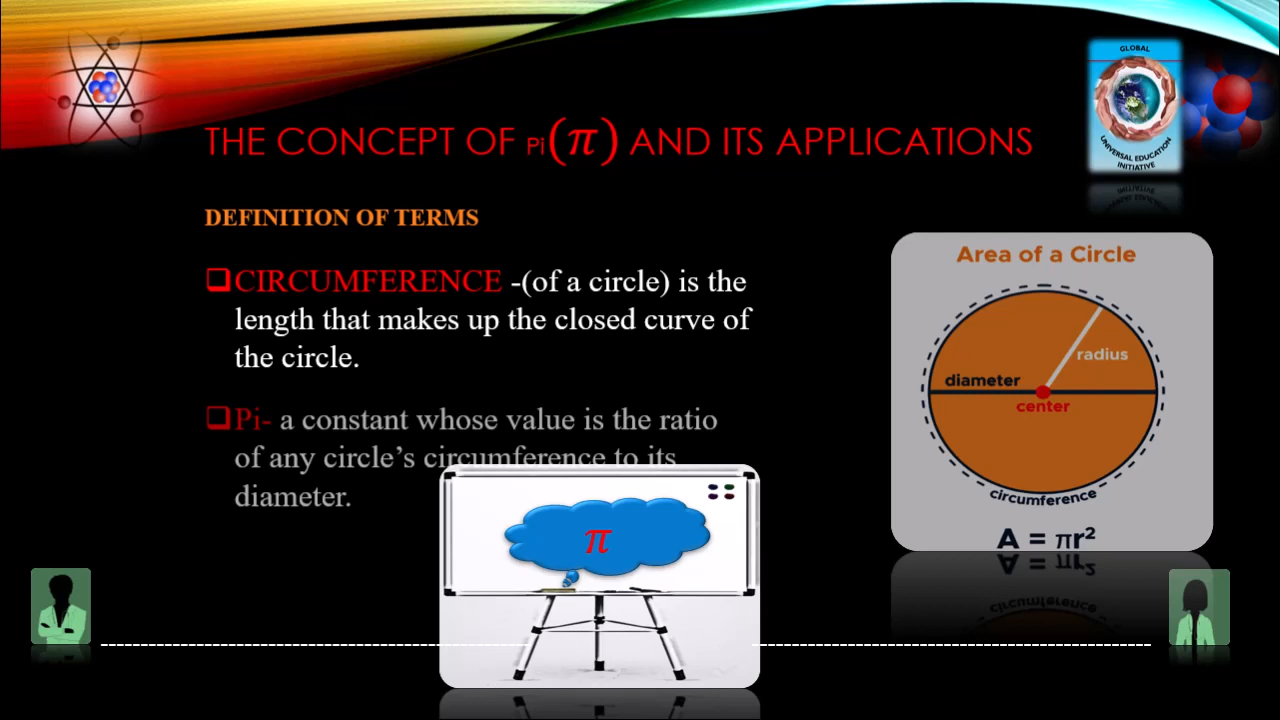 GLOBAL
UNIVERSAL EDUCATION
INITIATIVE
THE CONCEPT OF Pi(π) AND ITS APPLICATIONS
DEFINITION OF TERMS
❑CIRCUMFERENCE -(of a circle) is the
length that makes up the closed curve of
the circle.
❑Pi- a constant whose value is the ratio
of any circle’s circumference to its
diameter.
π
Area of a Circle
radius
diameter
center
circumference
A = πr²